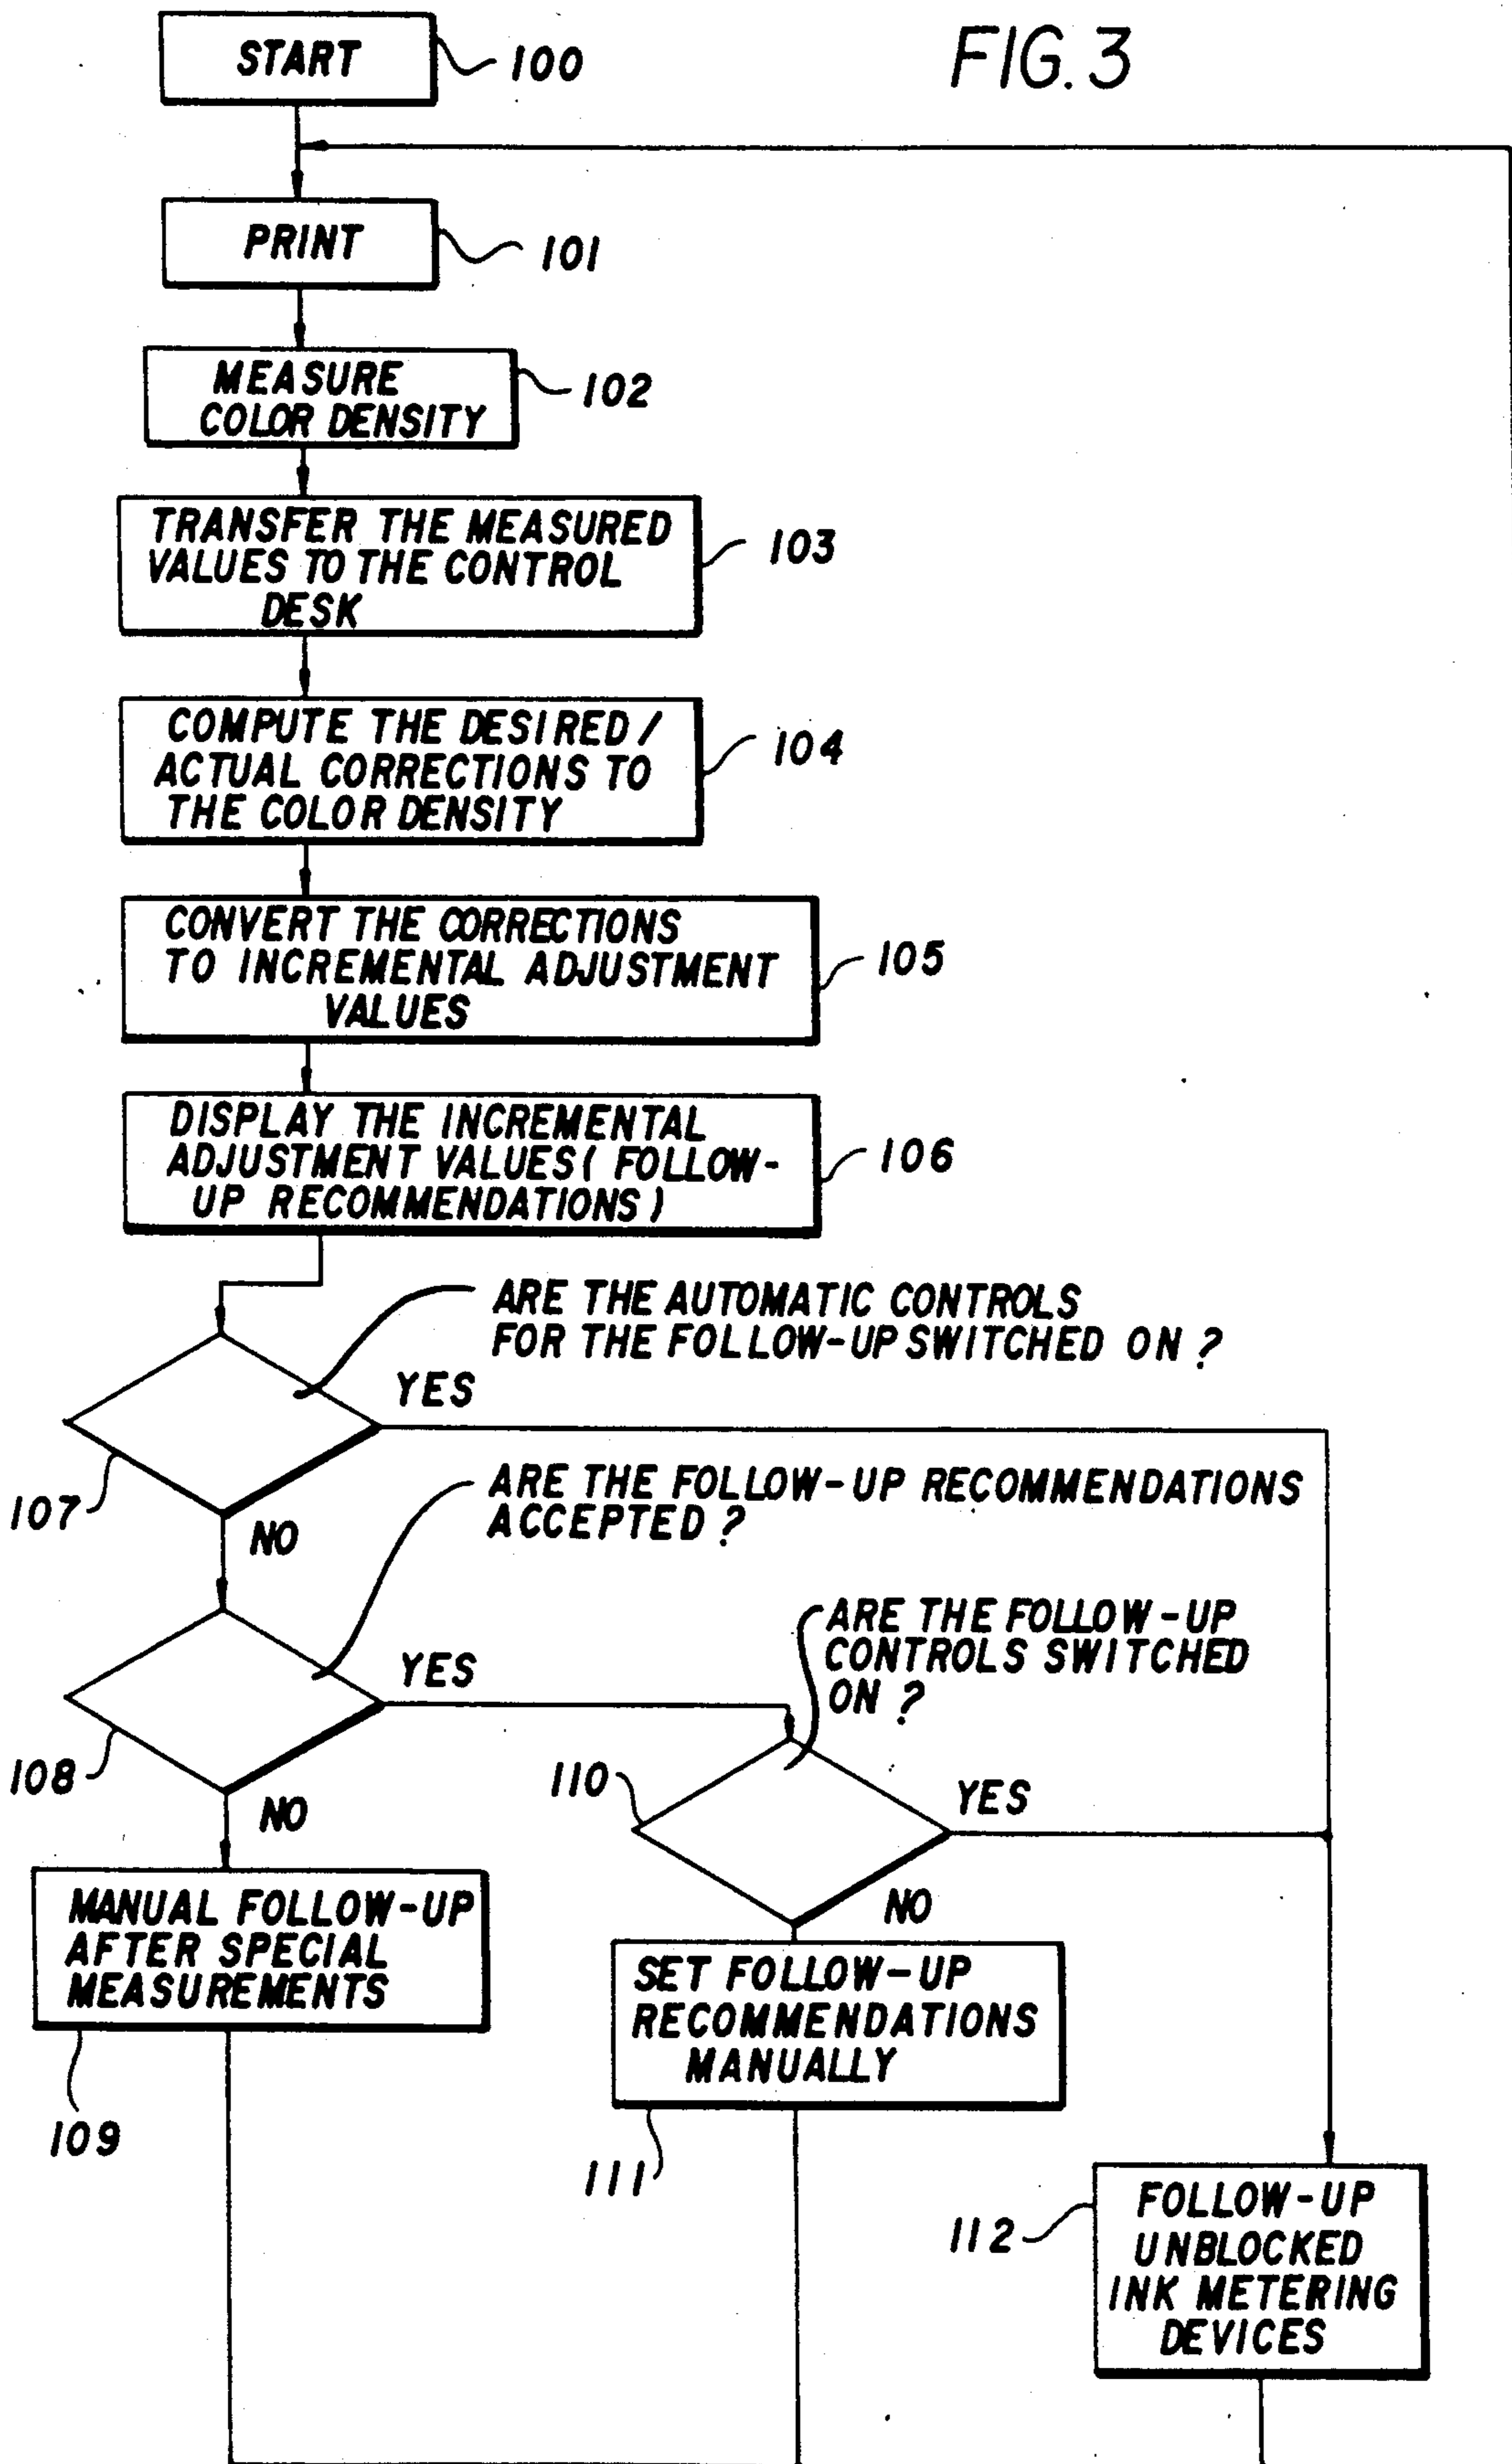 FIG. 3
START
100
PRINT
101
MEASURE
COLOR DENSITY
102
TRANSFER THE MEASURED
VALUES TO THE CONTROL
DESK
103
COMPUTE THE DESIRED /
ACTUAL CORRECTIONS TO
THE COLOR DENSITY
104
CONVERT THE CORRECTIONS
TO INCREMENTAL ADJUSTMENT
VALUES
105
DISPLAY THE INCREMENTAL
ADJUSTMENT VALUES ( FOLLOW-
UP RECOMMENDATIONS )
106
ARE THE AUTOMATIC CONTROLS
FOR THE FOLLOW-UP SWITCHED ON ?
YES
107
NO
ARE THE FOLLOW-UP RECOMMENDATIONS
ACCEPTED ?
YES
108
NO
ARE THE FOLLOW-UP
CONTROLS SWITCHED
ON ?
110
YES
NO
MANUAL FOLLOW-UP
AFTER SPECIAL
MEASUREMENTS
109
SET FOLLOW-UP
RECOMMENDATIONS
MANUALLY
111
FOLLOW-UP
UNBLOCKED
INK METERING
DEVICES
112